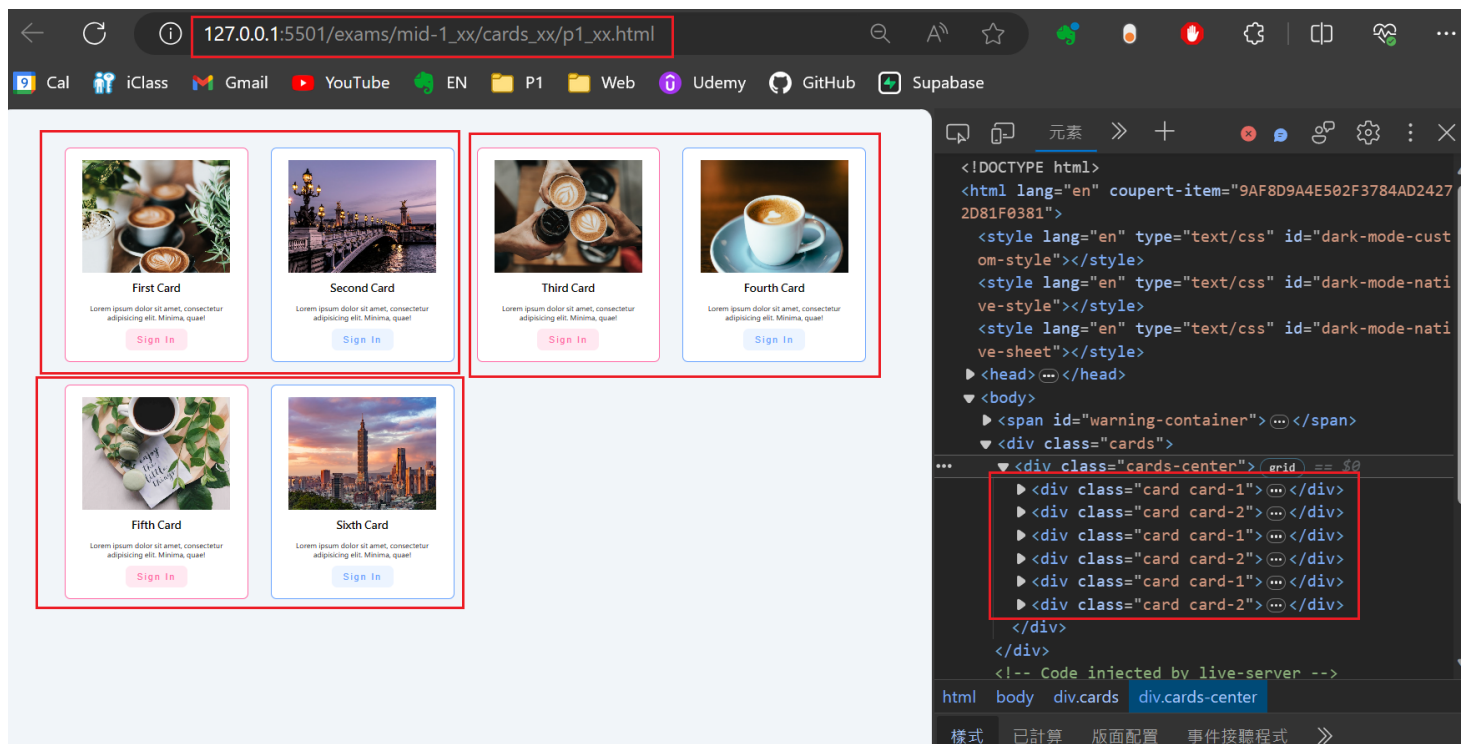 127.0.0.1:5501/exams/mid-1_xx/cards_xx/p1_xx.html
9 Cal iClass Gmail YouTube EN P1 Web Udemy GitHub Supabase
First Card
Lorem ipsum dolor sit amet, consectetur
adipisicing elit. Minima, quae!
Sign In
Second Card
Lorem ipsum dolor sit amet, consectetur
adipisicing elit. Minima, quae!
Sign In
Third Card
Lorem ipsum dolor sit amet, consectetur
adipisicing elit. Minima, quae!
Sign In
Fourth Card
Lorem ipsum dolor sit amet, consectetur
adipisicing elit. Minima, quae!
Sign In
Fifth Card
Lorem ipsum dolor sit amet, consectetur
adipisicing elit. Minima, quae!
Sign In
Sixth Card
Lorem ipsum dolor sit amet, consectetur
adipisicing elit. Minima, quae!
Sign In
元素
<!DOCTYPE html>
<html lang="en" coupert-item="9AF8D9A4E502F3784AD2427
2D81F0381">
<style lang="en" type="text/css" id="dark-mode-cust
om-style"></style>
<style lang="en" type="text/css" id="dark-mode-nati
ve-style"></style>
<style lang="en" type="text/css" id="dark-mode-nati
ve-sheet"></style>
<head>…</head>
<body>
<span id="warning-container">…</span>
<div class="cards">
<div class="cards-center"> grid == $0
<div class="card card-1">…</div>
<div class="card card-2">…</div>
<div class="card card-1">…</div>
<div class="card card-2">…</div>
<div class="card card-1">…</div>
<div class="card card-2">…</div>
</div>
</div>
<!-- Code injected by live-server -->
html body div.cards div.cards-center
樣式 已計算 版面配置 事件接聽程式